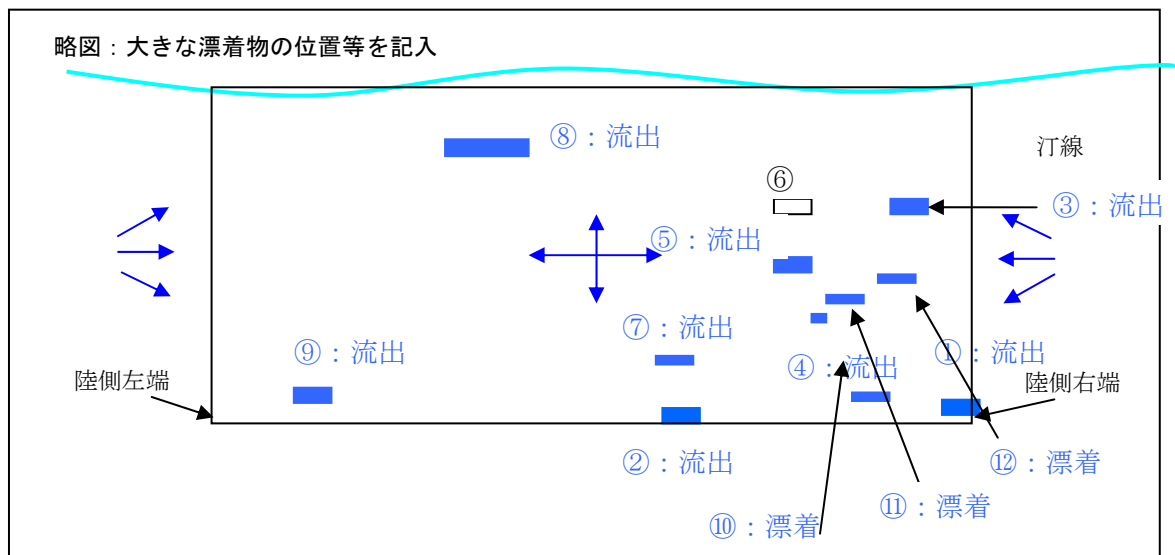 略図：大きな漂着物の位置等を記入
⑧：流出
汀線
⑥
③：流出
⑤：流出
⑦：流出
⑨：流出
④：流出
①：流出
陸側左端
陸側右端
②：流出
⑫：漂着
⑪：漂着
⑩：漂着